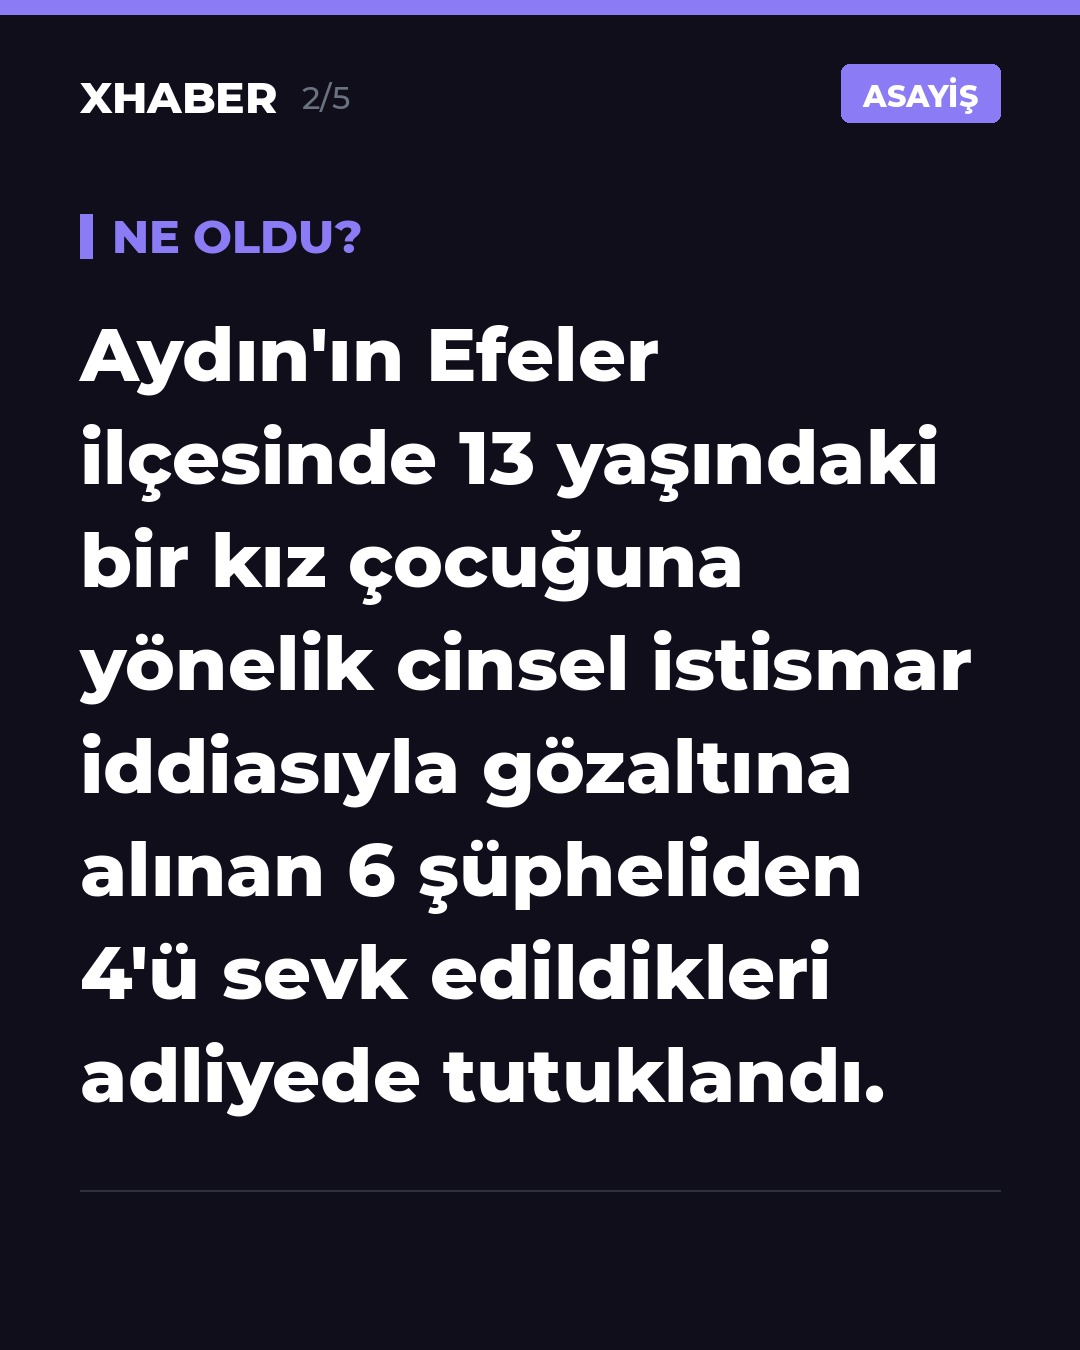 XHABER 2/5
ASAYİŞ
NE OLDU?
Aydın'ın Efeler
ilçesinde 13 yaşındaki
bir kız çocuğuna
yönelik cinsel istismar
iddiasıyla gözaltına
alınan 6 şüpheliden
4'ü sevk edildikleri
adliyede tutuklandı.